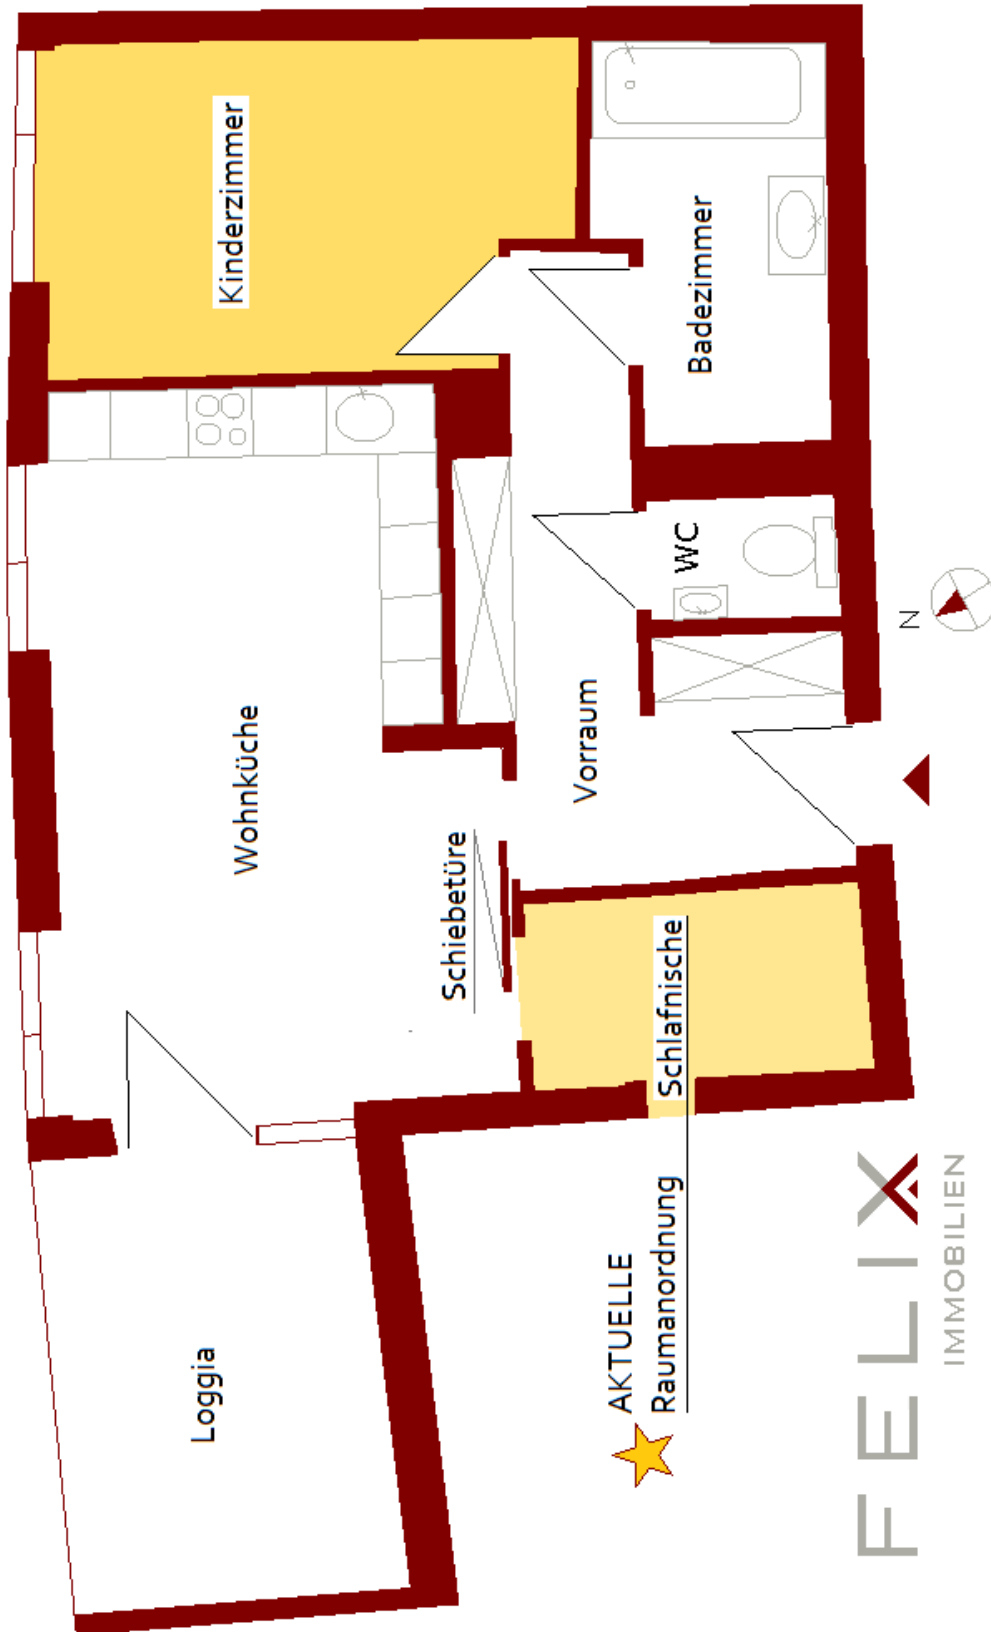 Loggia
Wohnküche
Kinderzimmer
Schiebetüre
Vorraum
WC
Badezimmer
Schlafnische
AKTUELLE
Raumanordnung
N
FELIX
IMMOBILIEN